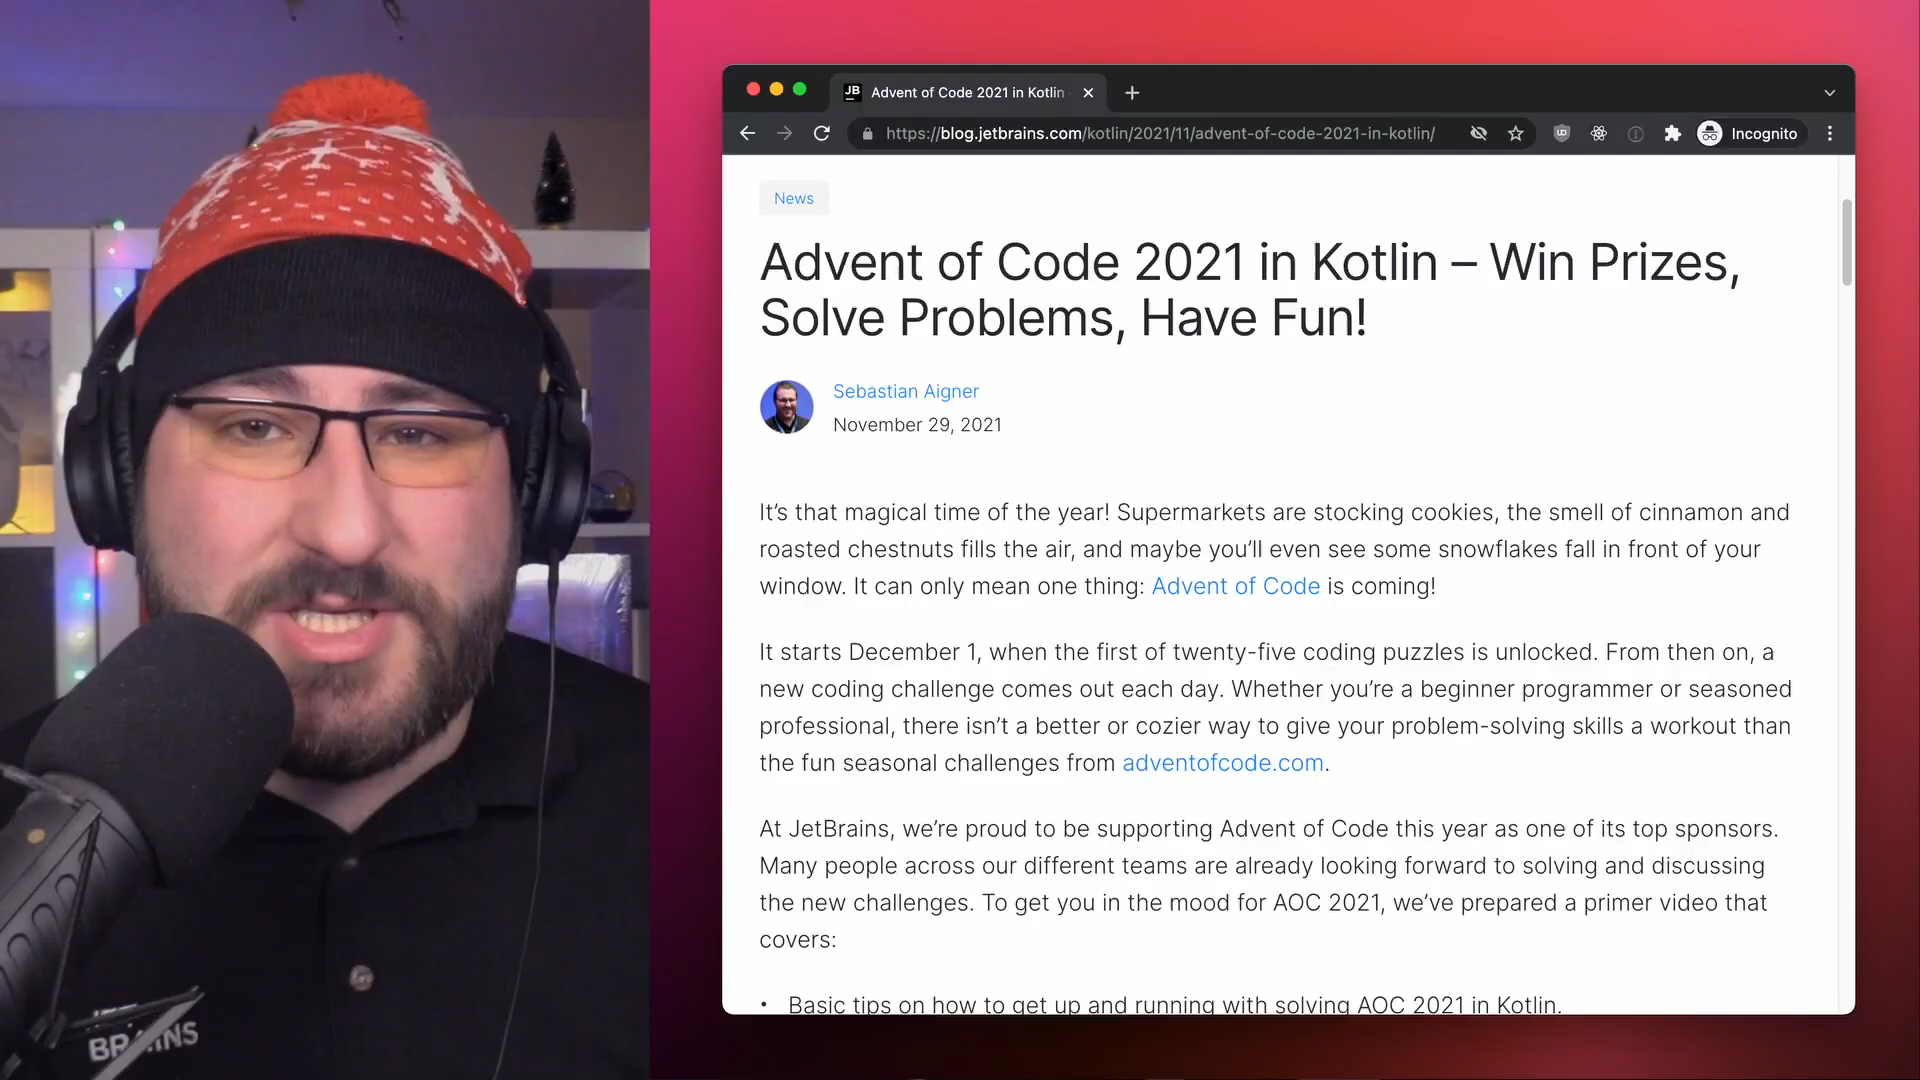 JB Advent of Code 2021 in Kotlin
https://blog.jetbrains.com/kotlin/2021/11/advent-of-code-2021-in-kotlin/
Incognito
News
Advent of Code 2021 in Kotlin – Win Prizes,
Solve Problems, Have Fun!
Sebastian Aigner
November 29, 2021
It’s that magical time of the year! Supermarkets are stocking cookies, the smell of cinnamon and
roasted chestnuts fills the air, and maybe you’ll even see some snowflakes fall in front of your
window. It can only mean one thing: Advent of Code is coming!
It starts December 1, when the first of twenty-five coding puzzles is unlocked. From then on, a
new coding challenge comes out each day. Whether you’re a beginner programmer or seasoned
professional, there isn’t a better or cozier way to give your problem-solving skills a workout than
the fun seasonal challenges from adventofcode.com.
At JetBrains, we’re proud to be supporting Advent of Code this year as one of its top sponsors.
Many people across our different teams are already looking forward to solving and discussing
the new challenges. To get you in the mood for AOC 2021, we’ve prepared a primer video that
covers:
• Basic tips on how to get up and running with solving AOC 2021 in Kotlin.